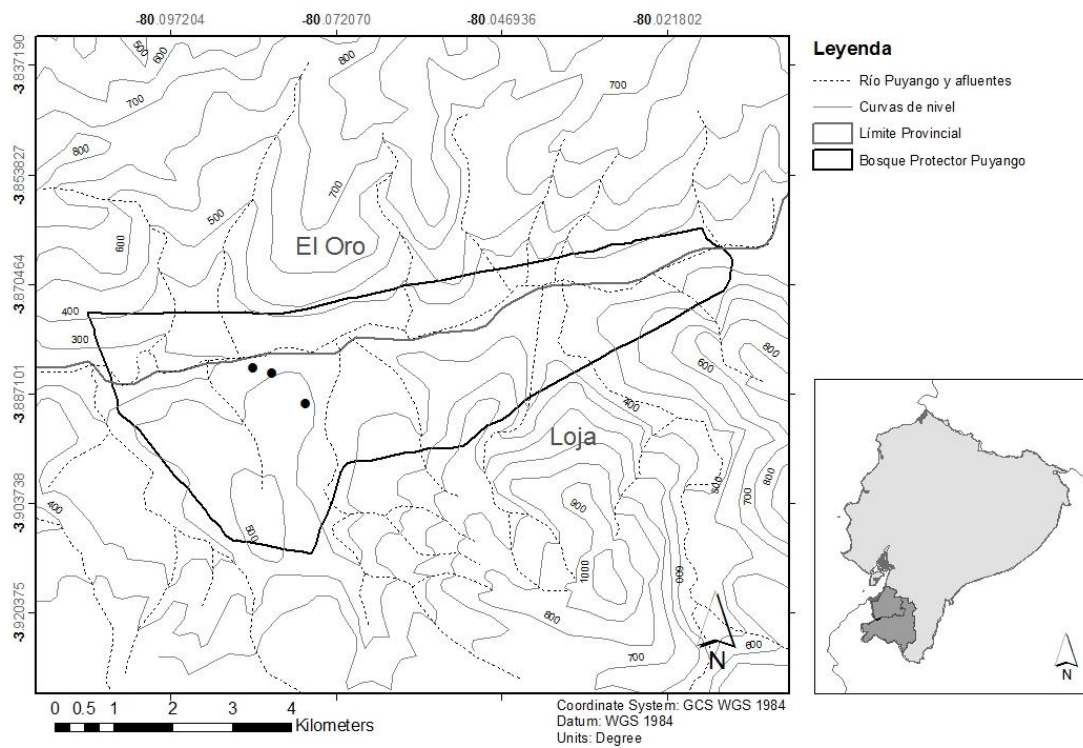 -80.097204 -80.072070 -80.046936 -80.021802
-3.837190
-3.853827
-3.870464
-3.887101
-3.903738
-3.920375
500
600
800
700
700
800
500
700
600
El Oro
400
300
600
800
400
Loja
400
500
900
1000
800
700
800
600
500
600
800
700
N
0 0.5 1 2 3 4
Kilometers
Coordinate System: GCS WGS 1984
Datum: WGS 1984
Units: Degree
Leyenda
Río Puyango y afluentes
Curvas de nivel
Límite Provincial
Bosque Protector Puyango
N